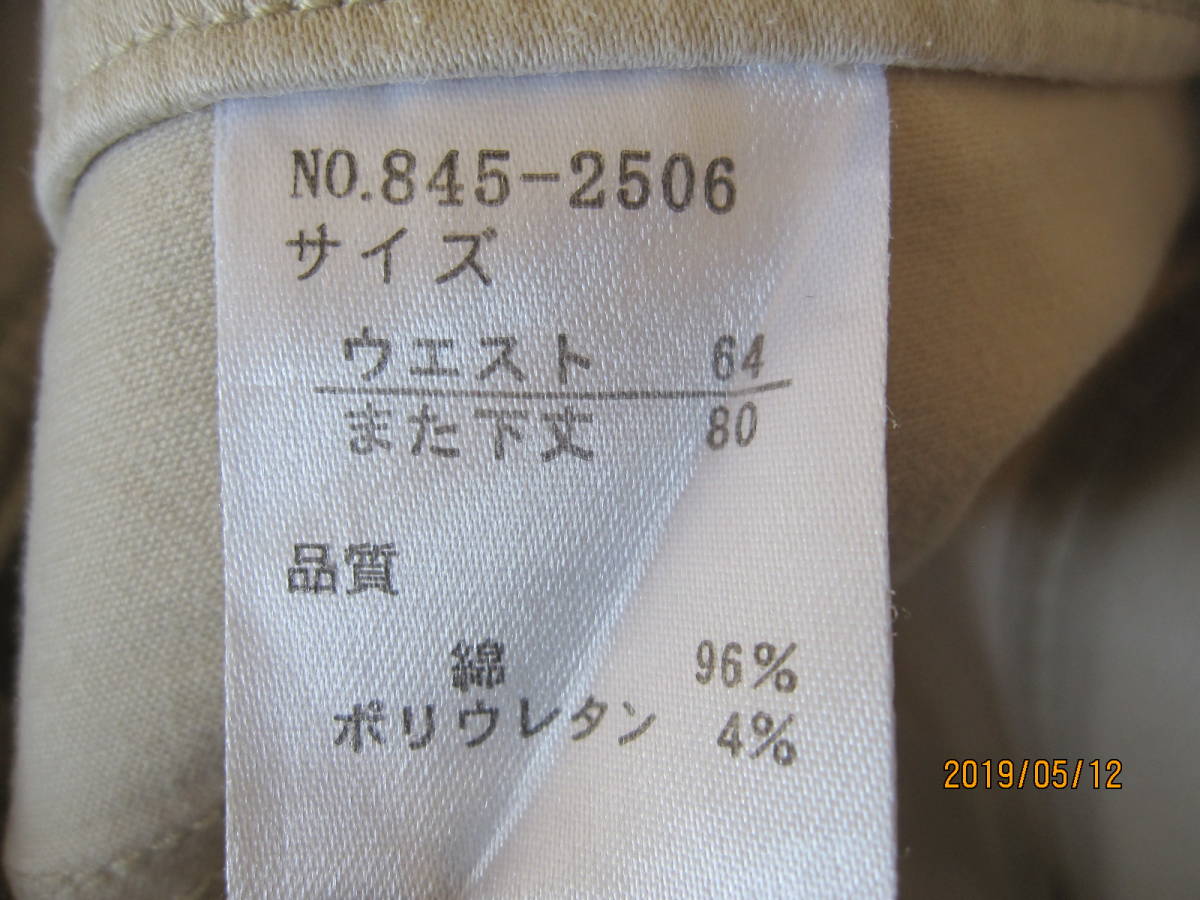 NO.845-2506
サイズ
ウエスト 64
また下丈 80
品質
綿 96%
ポリウレタン 4%
2019/05/12